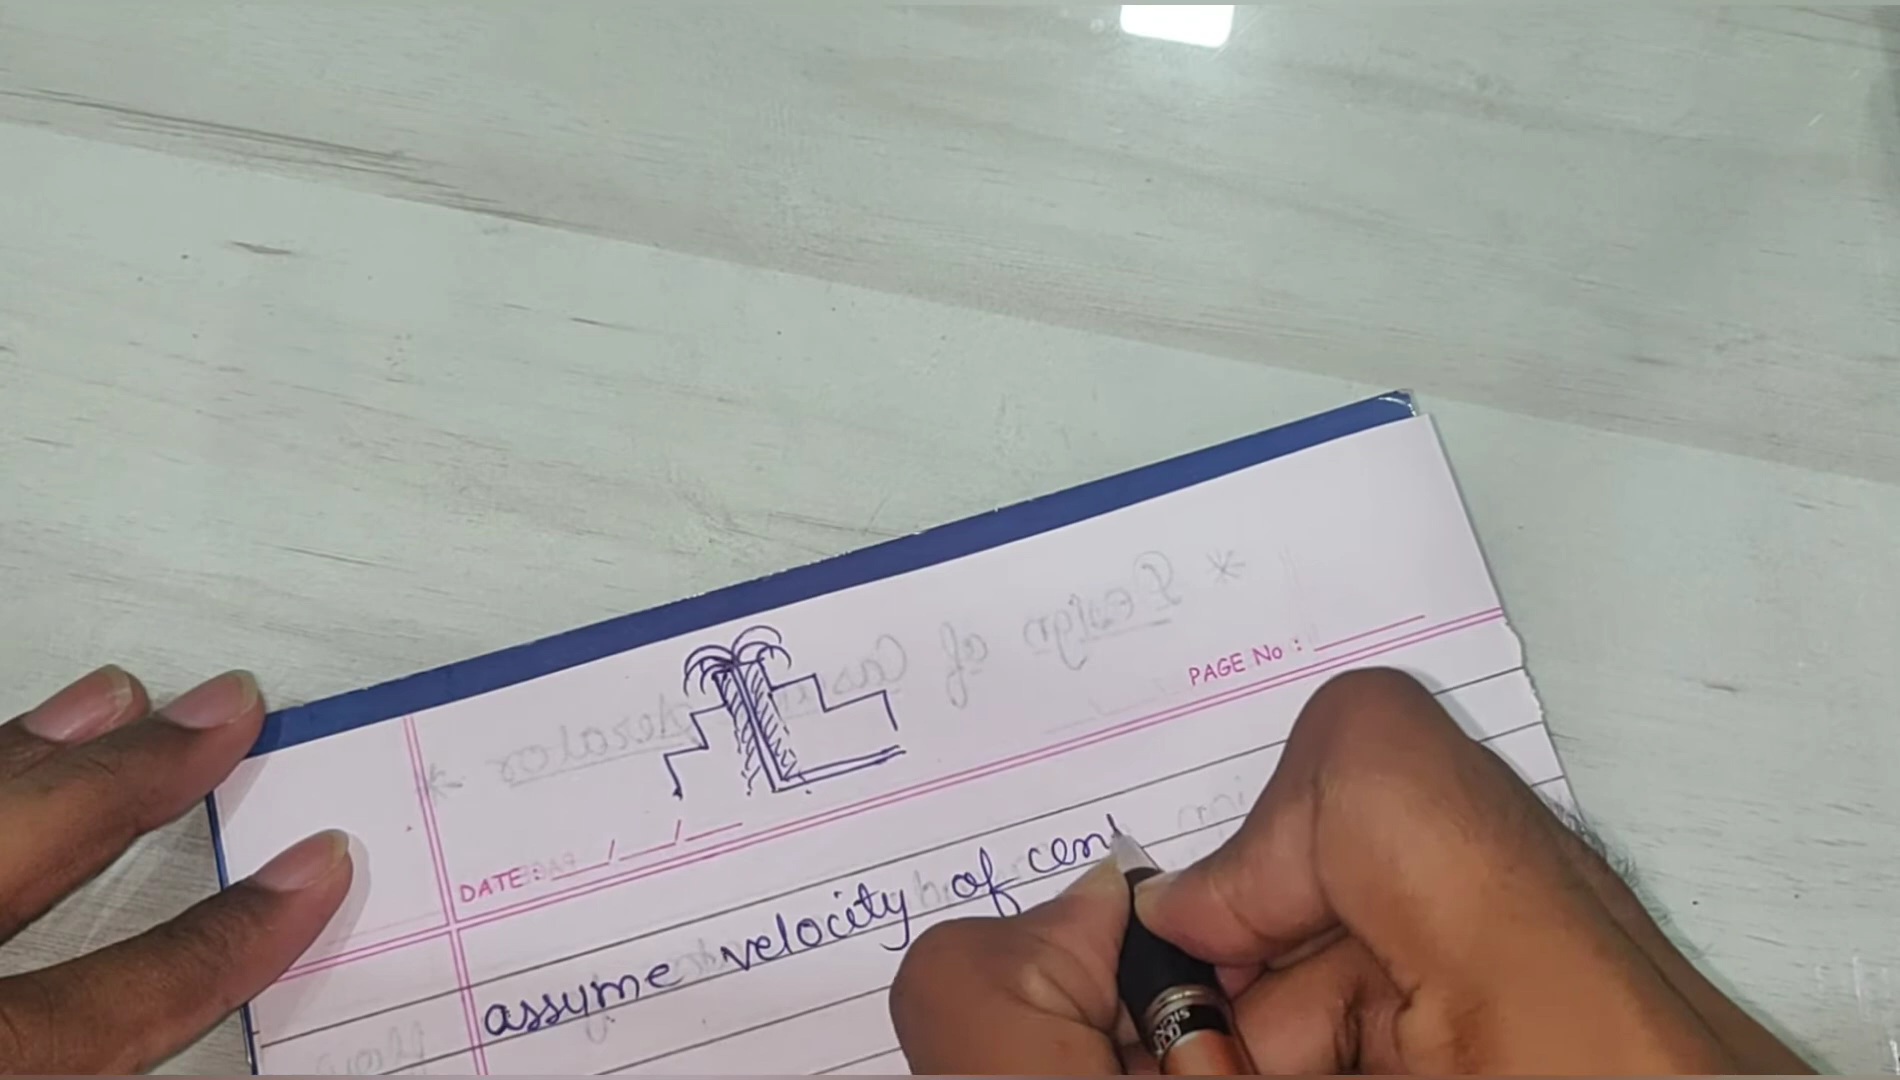 PAGE No :
DATE :
assyme velocity of cen